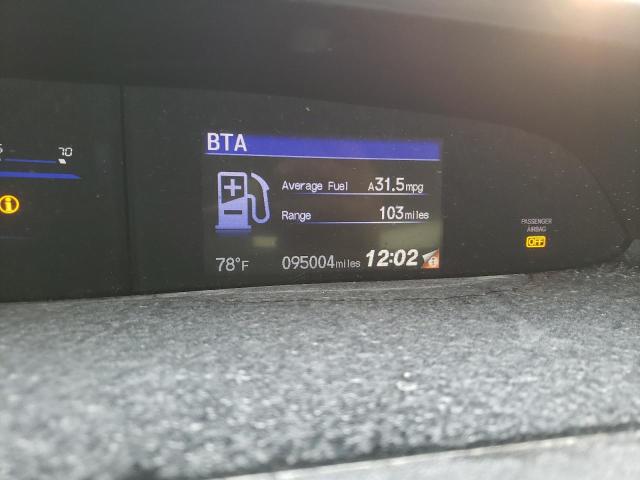 BTA
70
Average Fuel A31.5mpg
Range 103miles
78°F 095004miles 12:02
PASSENGER
AIRBAG
OFF